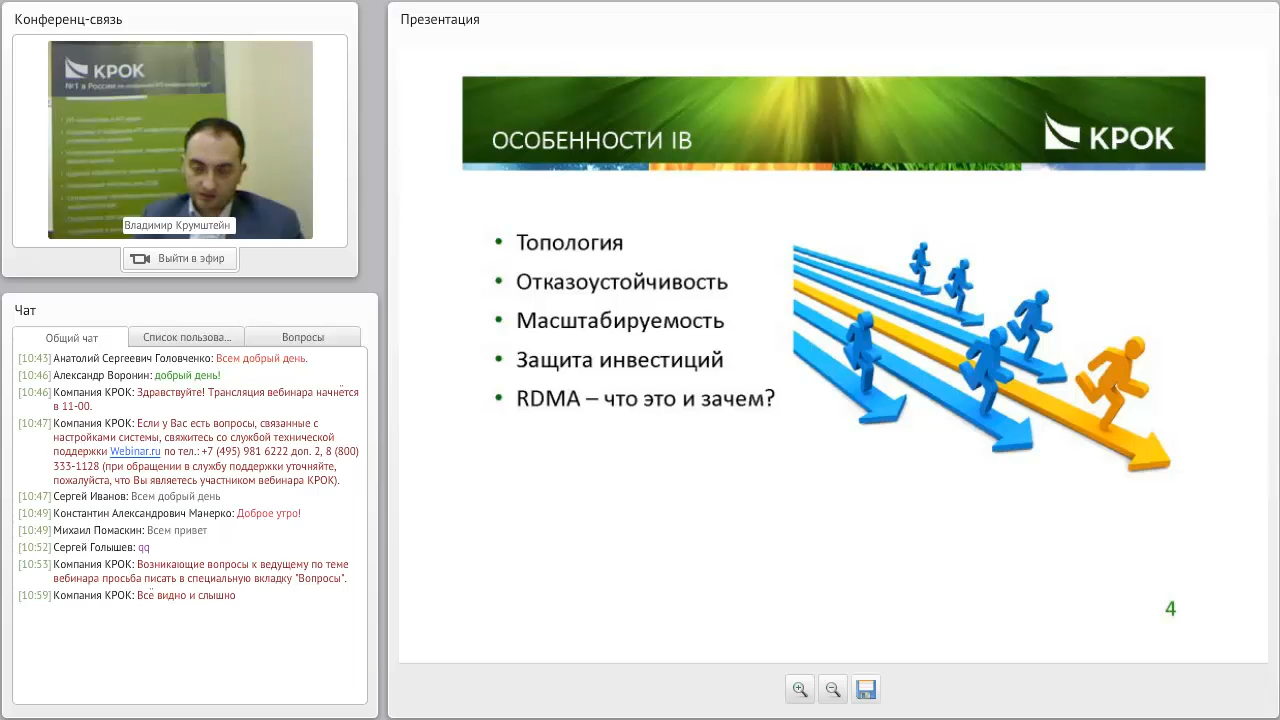 Конференц-связь
КРОК
№1 в России по
Владимир Крумштейн
Выйти в эфир
Чат
Общий чат
Список пользова...
Вопросы
[10:43] Анатолий Сергеевич Головченко: Всем добрый день.
[10:46] Александр Воронин: добрый день!
[10:46] Компания КРОК: Здравствуйте! Трансляция вебинара начнётся
в 11-00.
[10:47] Компания КРОК: Если у Вас есть вопросы, связанные с
настройками системы, свяжитесь со службой технической
поддержки Webinar.ru по тел.: +7 (495) 981 6222 доп. 2, 8 (800)
333-1128 (при обращении в службу поддержки уточняйте,
пожалуйста, что Вы являетесь участником вебинара КРОК).
[10:47] Сергей Иванов: Всем добрый день
[10:49] Константин Александрович Манерко: Доброе утро!
[10:49] Михаил Помаскин: Всем привет
[10:52] Сергей Голышев: qq
[10:53] Компания КРОК: Возникающие вопросы к ведущему по теме
вебинара просьба писать в специальную вкладку "Вопросы".
[10:59] Компания КРОК: Всё видно и слышно
Презентация
ОСОБЕННОСТИ IB
КРОК
• Топология
• Отказоустойчивость
• Масштабируемость
• Защита инвестиций
• RDMA – что это и зачем?
4